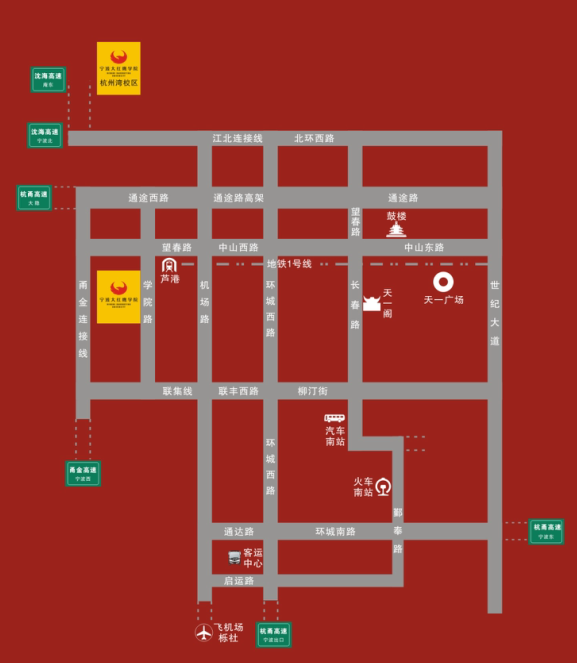 沈海高速
宁波大红鹰学院
杭州湾校区
沈海高速
宁波北
江北连接线
北环西路
杭甬高速
大隐
通途西路
通途路高架
通途路
望春路
鼓楼
望春路
中山西路
中山东路
地铁1号线
芦港
甬金连接线
宁波大红鹰学院
学院路
机场路
环城西路
长春路
天一阁
天一广场
世纪大道
联集线
联丰西路
柳汀街
汽车
南站
环城西路
甬金高速
宁波西
火车
南站
鄞奉路
通达路
环城南路
杭甬高速
宁波东
客运
中心
启运路
飞机场
栎社
杭甬高速
宁波出口